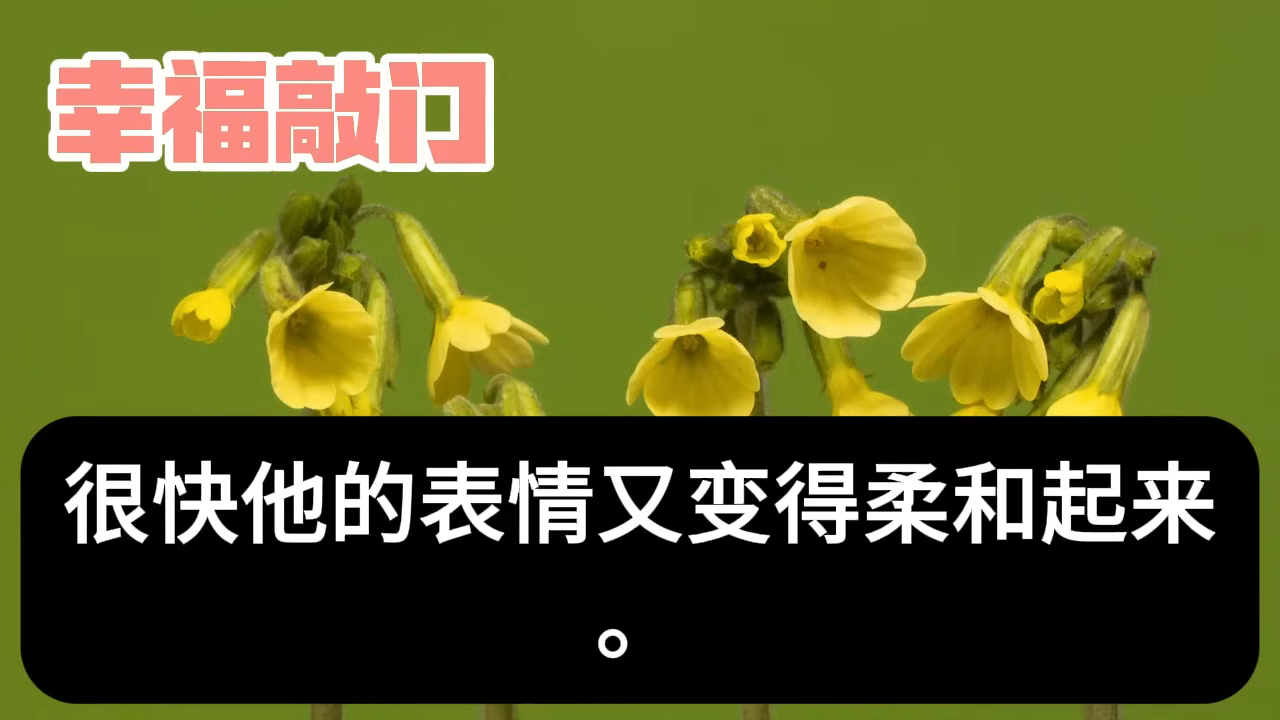 幸福敲门
很快他的表情又变得柔和起来
。